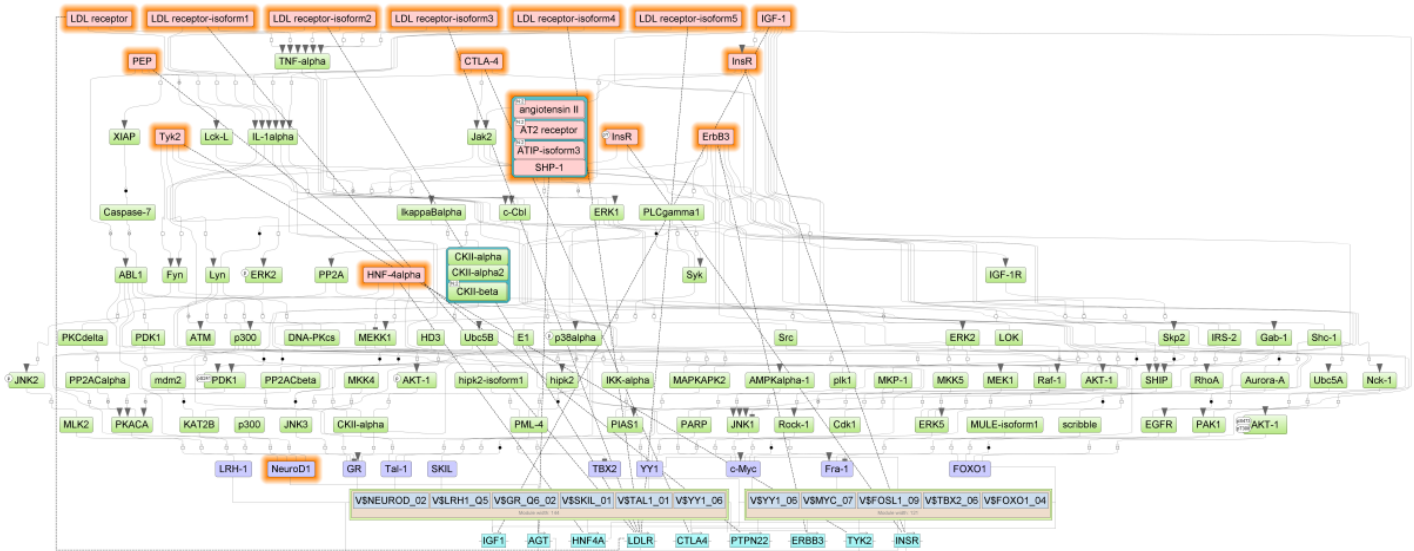 LDL receptor LDL receptor-isoform1 LDL receptor-isoform2 LDL receptor-isoform3 LDL receptor-isoform4 LDL receptor-isoform5 IGF-1
PEP TNF-alpha CTLA-4 InsR
angiotensin II
AT2 receptor
XIAP Tyk2 Lck-L IL-1alpha Jak2 InsR ErbB3
ATIP-isoform3
SHP-1
Caspase-7 IkappaBalpha c-Cbl ERK1 PLCgamma1
CKII-alpha
ABL1 Fyn Lyn ERK2 PP2A HNF-4alpha CKII-alpha2 Syk IGF-1R
CKII-beta
PKCdelta PDK1 ATM p300 DNA-PKcs MEKK1 HD3 Ubc5B E1 p38alpha Src ERK2 LOK Skp2 IRS-2 Gab-1 Shc-1
JNK2 PP2ACalpha mdm2 PDK1 PP2ACbeta MKK4 AKT-1 hipk2-isoform1 hipk2 IKK-alpha MAPKAPK2 AMPKalpha-1 plk1 MKP-1 MKK5 MEK1 Raf-1 AKT-1 SHIP RhoA Aurora-A Ubc5A Nck-1
MLK2 PKACA KAT2B p300 JNK3 CKII-alpha PML-4 PIAS1 PARP JNK1 Rock-1 Cdk1 ERK5 MULE-isoform1 scribble EGFR PAK1 AKT-1
LRH-1 NeuroD1 GR Tal-1 SKIL TBX2 YY1 c-Myc Fra-1 FOXO1
V$NEUROD_02 V$LRH1_Q5 V$GR_Q6_02 V$SKIL_01 V$TAL1_01 V$YY1_06 V$YY1_06 V$MYC_07 V$FOSL1_09 V$TBX2_06 V$FOXO1_04
Module width: Module width:
IGF1 AGT HNF4A LDLR CTLA4 PTPN22 ERBB3 TYK2 INSR